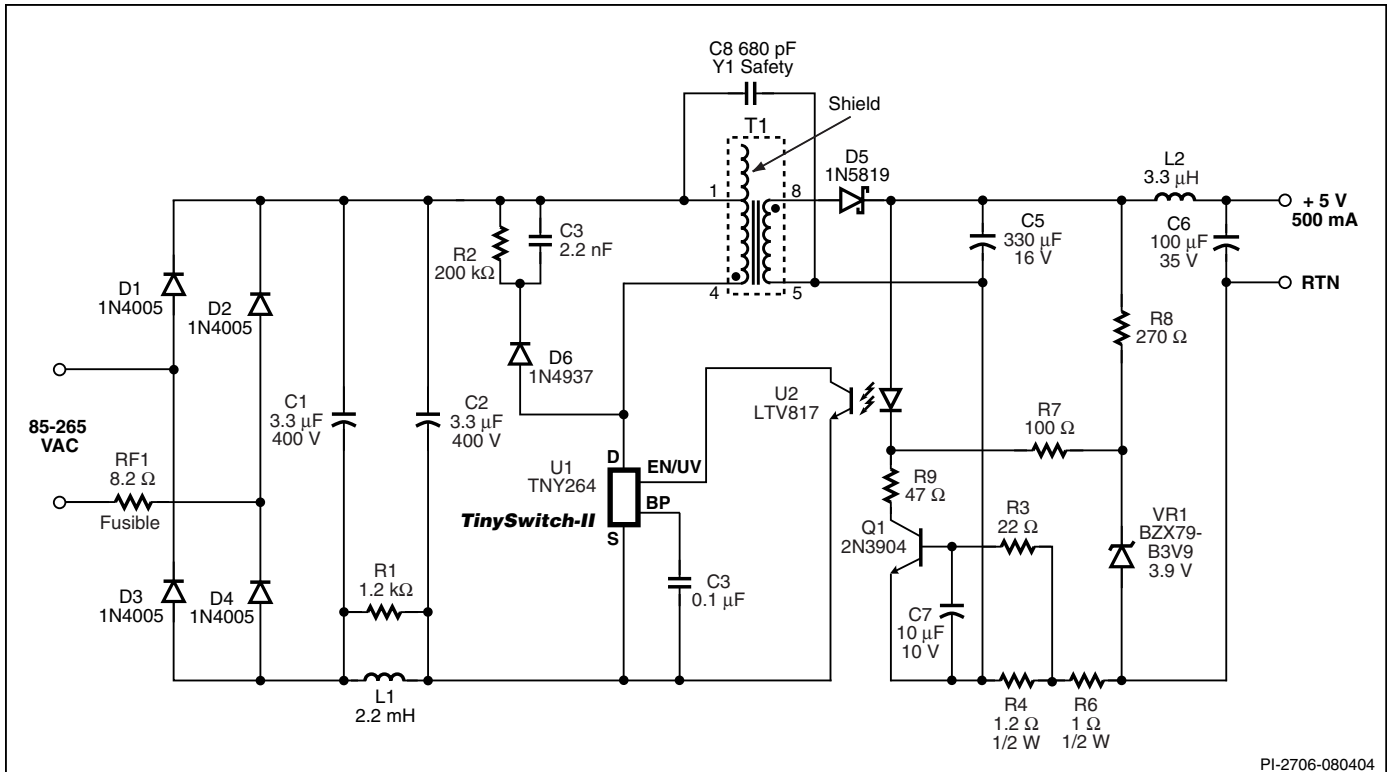 C8 680 pF
Y1 Safety
Shield
T1
D5
1N5819
L2
3.3 μH
1
8
4
5
+ 5 V
500 mA
RTN
C5
330 μF
16 V
C6
100 μF
35 V
R2
200 kΩ
C3
2.2 nF
D1
1N4005
D2
1N4005
R8
270 Ω
D6
1N4937
C1
3.3 μF
400 V
C2
3.3 μF
400 V
U2
LTV817
85-265
VAC
R7
100 Ω
RF1
8.2 Ω
Fusible
U1
TNY264
D
EN/UV
BP
S
TinySwitch-II
R9
47 Ω
Q1
2N3904
R3
22 Ω
VR1
BZX79-
B3V9
3.9 V
D3
1N4005
D4
1N4005
R1
1.2 kΩ
C3
0.1 μF
C7
10 μF
10 V
L1
2.2 mH
R4
1.2 Ω
1/2 W
R6
1 Ω
1/2 W
PI-2706-080404